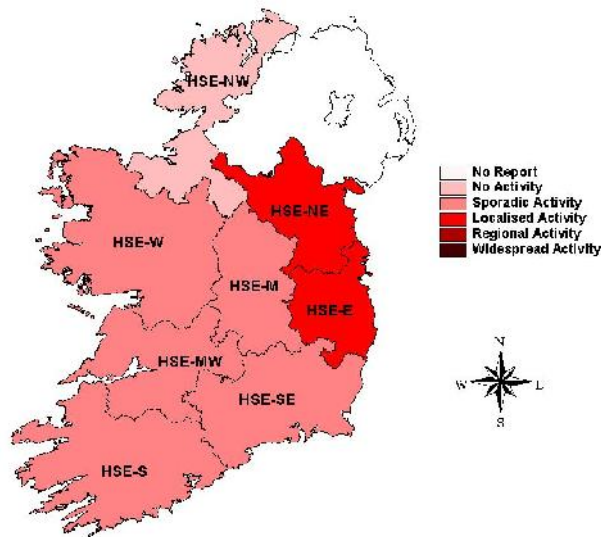 HSE-NW
No Report
No Activity
Sporadic Activity
Localised Activity
Regional Activity
Widespread Activity
HSE-NE
HSE-W
HSE-M
HSE-E
HSE-MW
HSE-SE
HSE-S
N
W
E
S